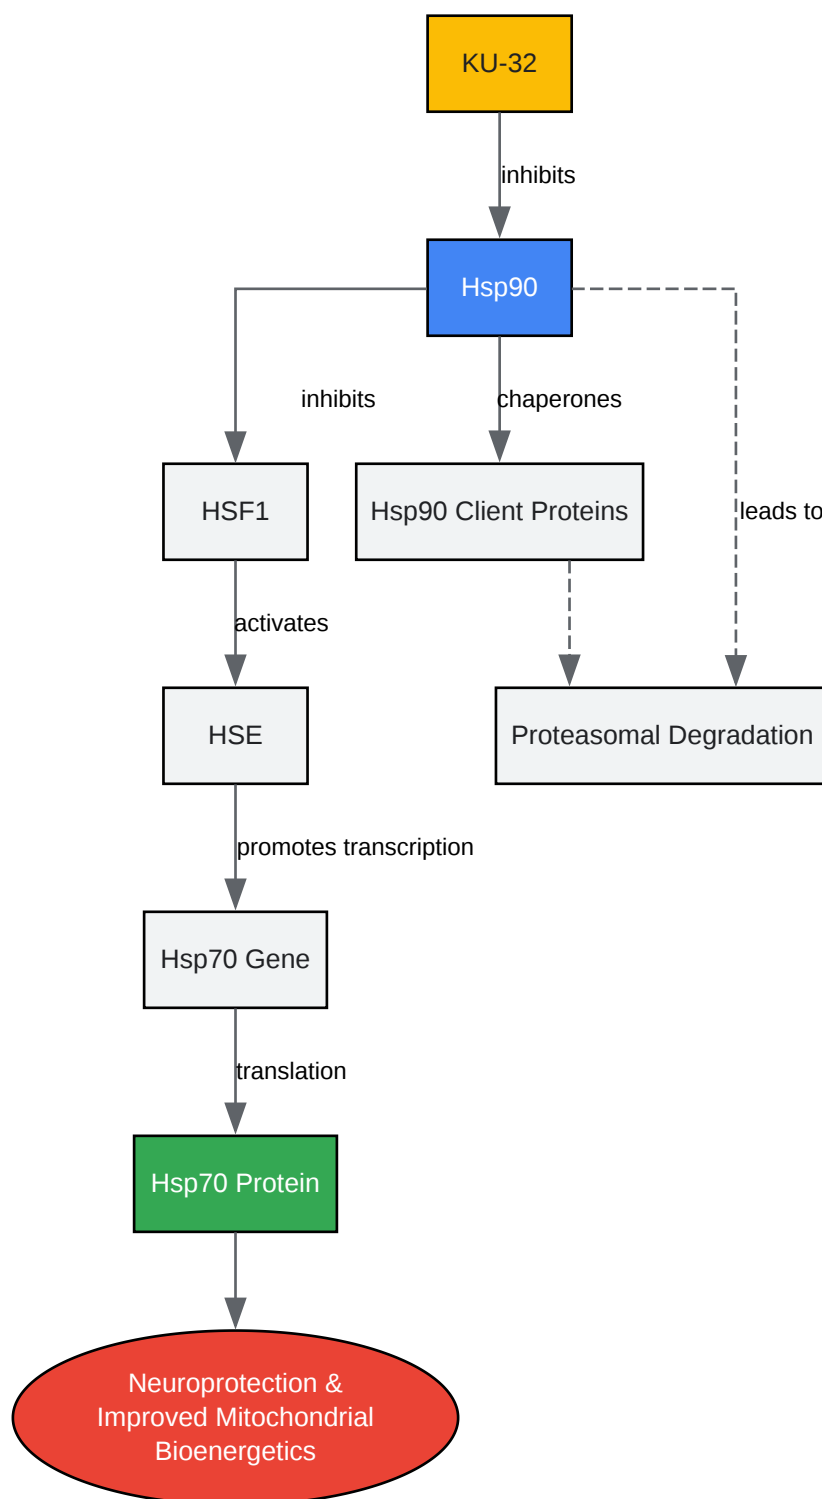 KU-32
inhibits
Hsp90
inhibits
chaperones
HSF1
Hsp90 Client Proteins
leads to
activates
HSE
Proteasomal Degradation
promotes transcription
Hsp70 Gene
translation
Hsp70 Protein
Neuroprotection &
Improved Mitochondrial
Bioenergetics